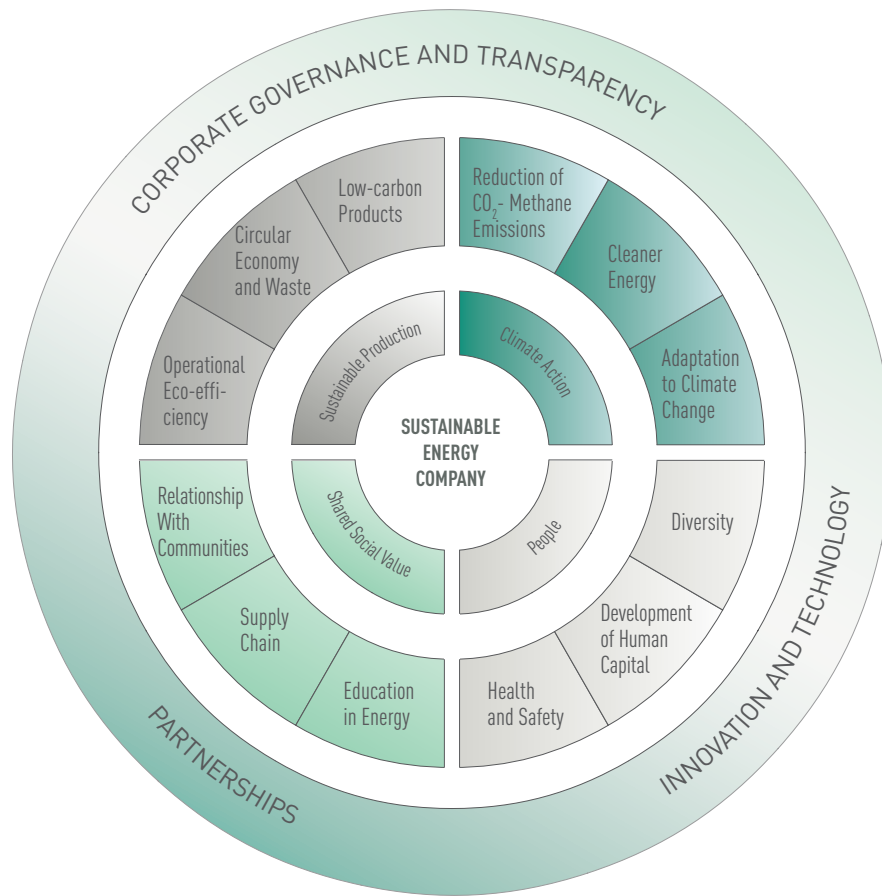 CORPORATE GOVERNANCE AND TRANSPARENCY
Low-carbon
Products
Reduction of
CO₂- Methane
Emissions
Circular
Economy
and Waste
Cleaner
Energy
Operational
Eco-effi-
ciency
Adaptation
to Climate
Change
Sustainable Production
Climate Action
SUSTAINABLE
ENERGY
COMPANY
Shared Social Value
People
Relationship
With
Communities
Diversity
Supply
Chain
Development
of Human
Capital
Education
in Energy
Health
and Safety
PARTNERSHIPS
INNOVATION AND TECHNOLOGY